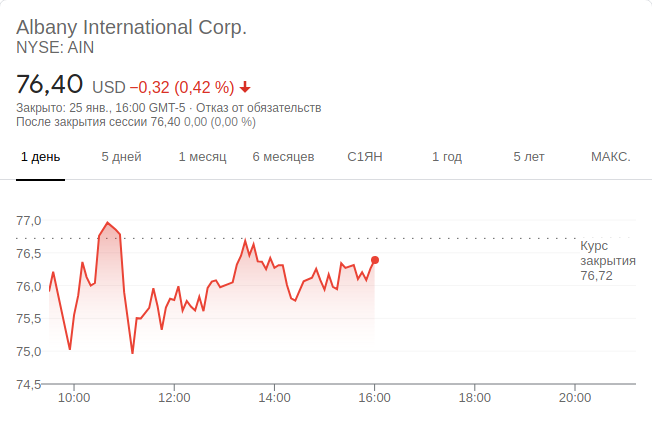 Albany International Corp.
NYSE: AIN
76,40 USD −0,32 (0,42 %)
Закрыто: 25 янв., 16:00 GMT-5 · Отказ от обязательств
После закрытия сессии 76,40 0,00 (0,00 %)
1 день 5 дней 1 месяц 6 месяцев С1ЯН 1 год 5 лет МАКС.
77,0
Курс
закрытия
76,72
76,5
76,0
75,5
75,0
74,5
10:00 12:00 14:00 16:00 18:00 20:00